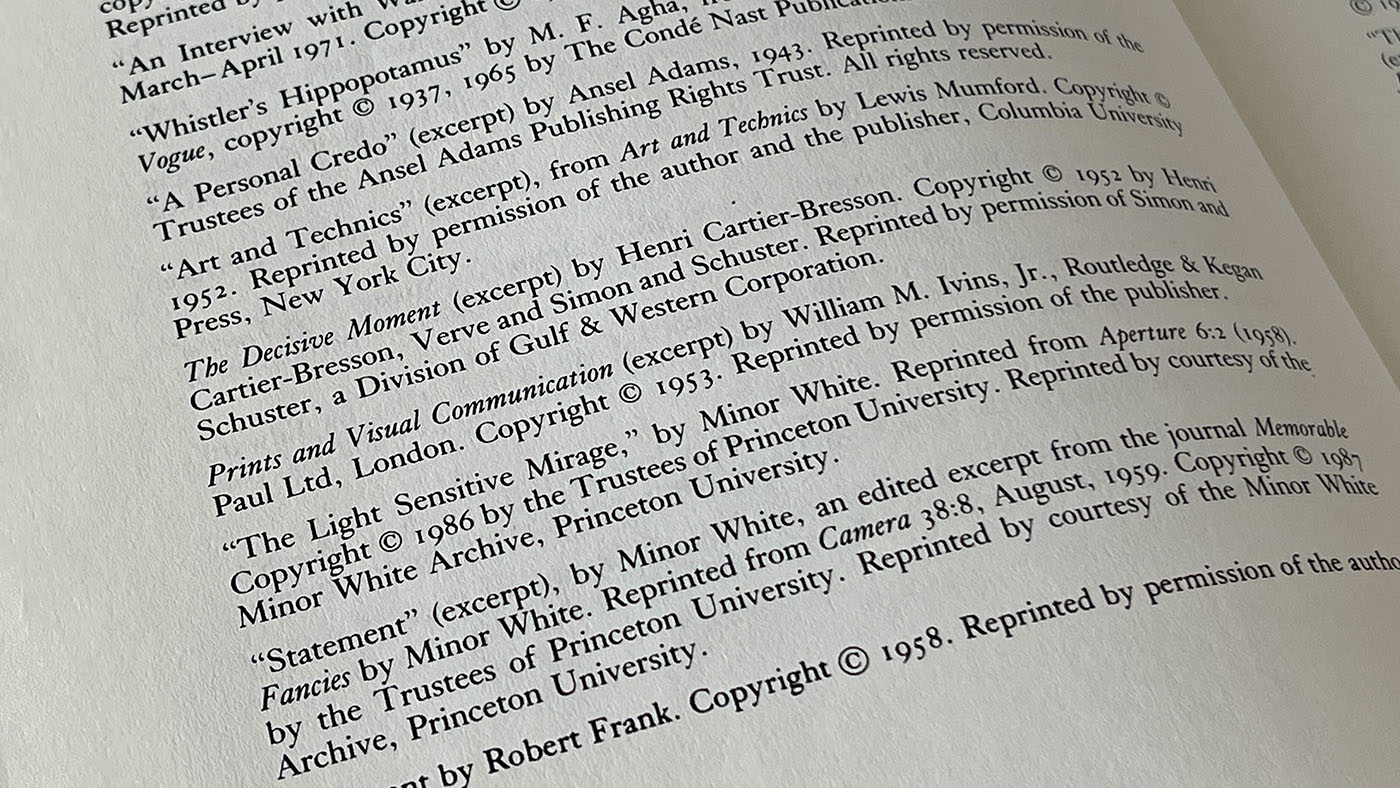 Reprinted
“An Interview with
March–April 1971. Copyright ©
“Whistler’s Hippopotamus” by M. F. Agha,
Vogue, copyright © 1937, 1965 by The Condé Nast
“A Personal Credo” (excerpt) by Ansel Adams, 1943. Reprinted by permission of the
Trustees of the Ansel Adams Publishing Rights Trust. All rights reserved.
“Art and Technics” (excerpt), from Art and Technics by Lewis Mumford. Copyright ©
1952. Reprinted by permission of the author and the publisher, Columbia University
Press, New York City.
The Decisive Moment (excerpt) by Henri Cartier-Bresson. Copyright © 1952 by Henri
Cartier-Bresson, Verve and Simon and Schuster. Reprinted by permission of Simon and
Schuster, a Division of Gulf & Western Corporation.
Prints and Visual Communication (excerpt) by William M. Ivins, Jr., Routledge & Kegan
Paul Ltd, London. Copyright © 1953. Reprinted by permission of the publisher.
“The Light Sensitive Mirage,” by Minor White. Reprinted from Aperture 6:2 (1958).
Copyright © 1986 by the Trustees of Princeton University. Reprinted by courtesy of the
Minor White Archive, Princeton University.
“Statement” (excerpt), by Minor White, an edited excerpt from the journal Memorable
Fancies by Minor White. Reprinted from Camera 38:8, August, 1959. Copyright © 1987
by the Trustees of Princeton University. Reprinted by courtesy of the Minor White
Archive, Princeton University.
by Robert Frank. Copyright © 1958. Reprinted by permission of the